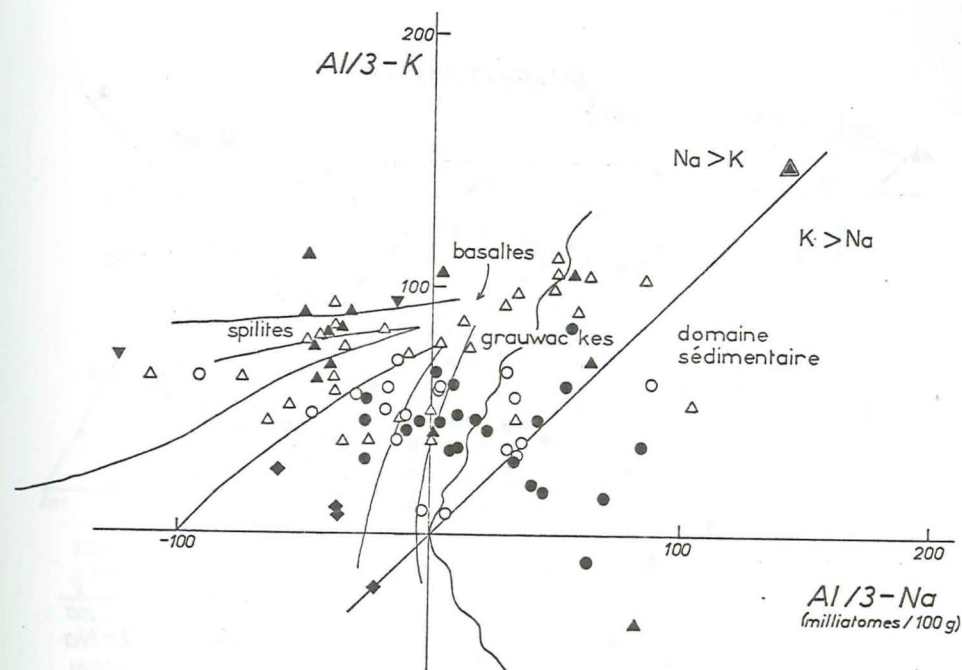 200
Al/3-K
Na > K
K > Na
basaltes
100
spilites
grauwackes
domaine
sédimentaire
-100
100
200
Al/3-Na
(milliatomes/100 g)